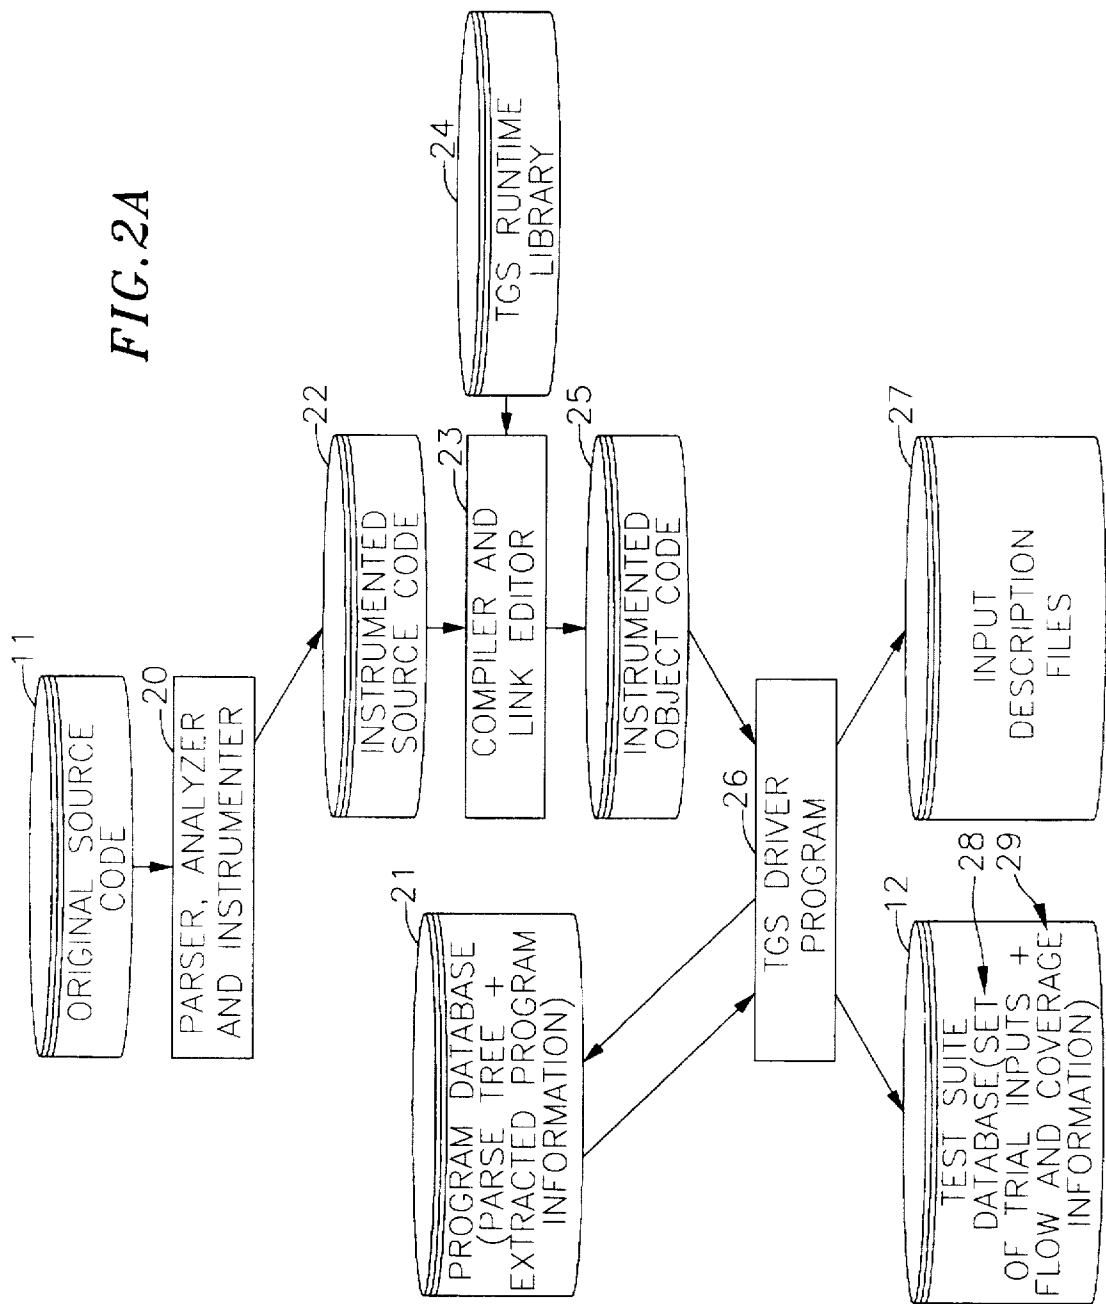 FIG.2A
11
ORIGINAL SOURCE
CODE
20
PARSER, ANALYZER
AND INSTRUMENTER
22
INSTRUMENTED
SOURCE CODE
24
TGS RUNTIME
LIBRARY
23
COMPILER AND
LINK EDITOR
25
INSTRUMENTED
OBJECT CODE
21
PROGRAM DATABASE
(PARSE TREE +
EXTRACTED PROGRAM
INFORMATION)
26
TGS DRIVER
PROGRAM
12
TEST SUITE
DATABASE(SET
OF TRIAL INPUTS +
FLOW AND COVERAGE
INFORMATION)
28
29
27
INPUT
DESCRIPTION
FILES